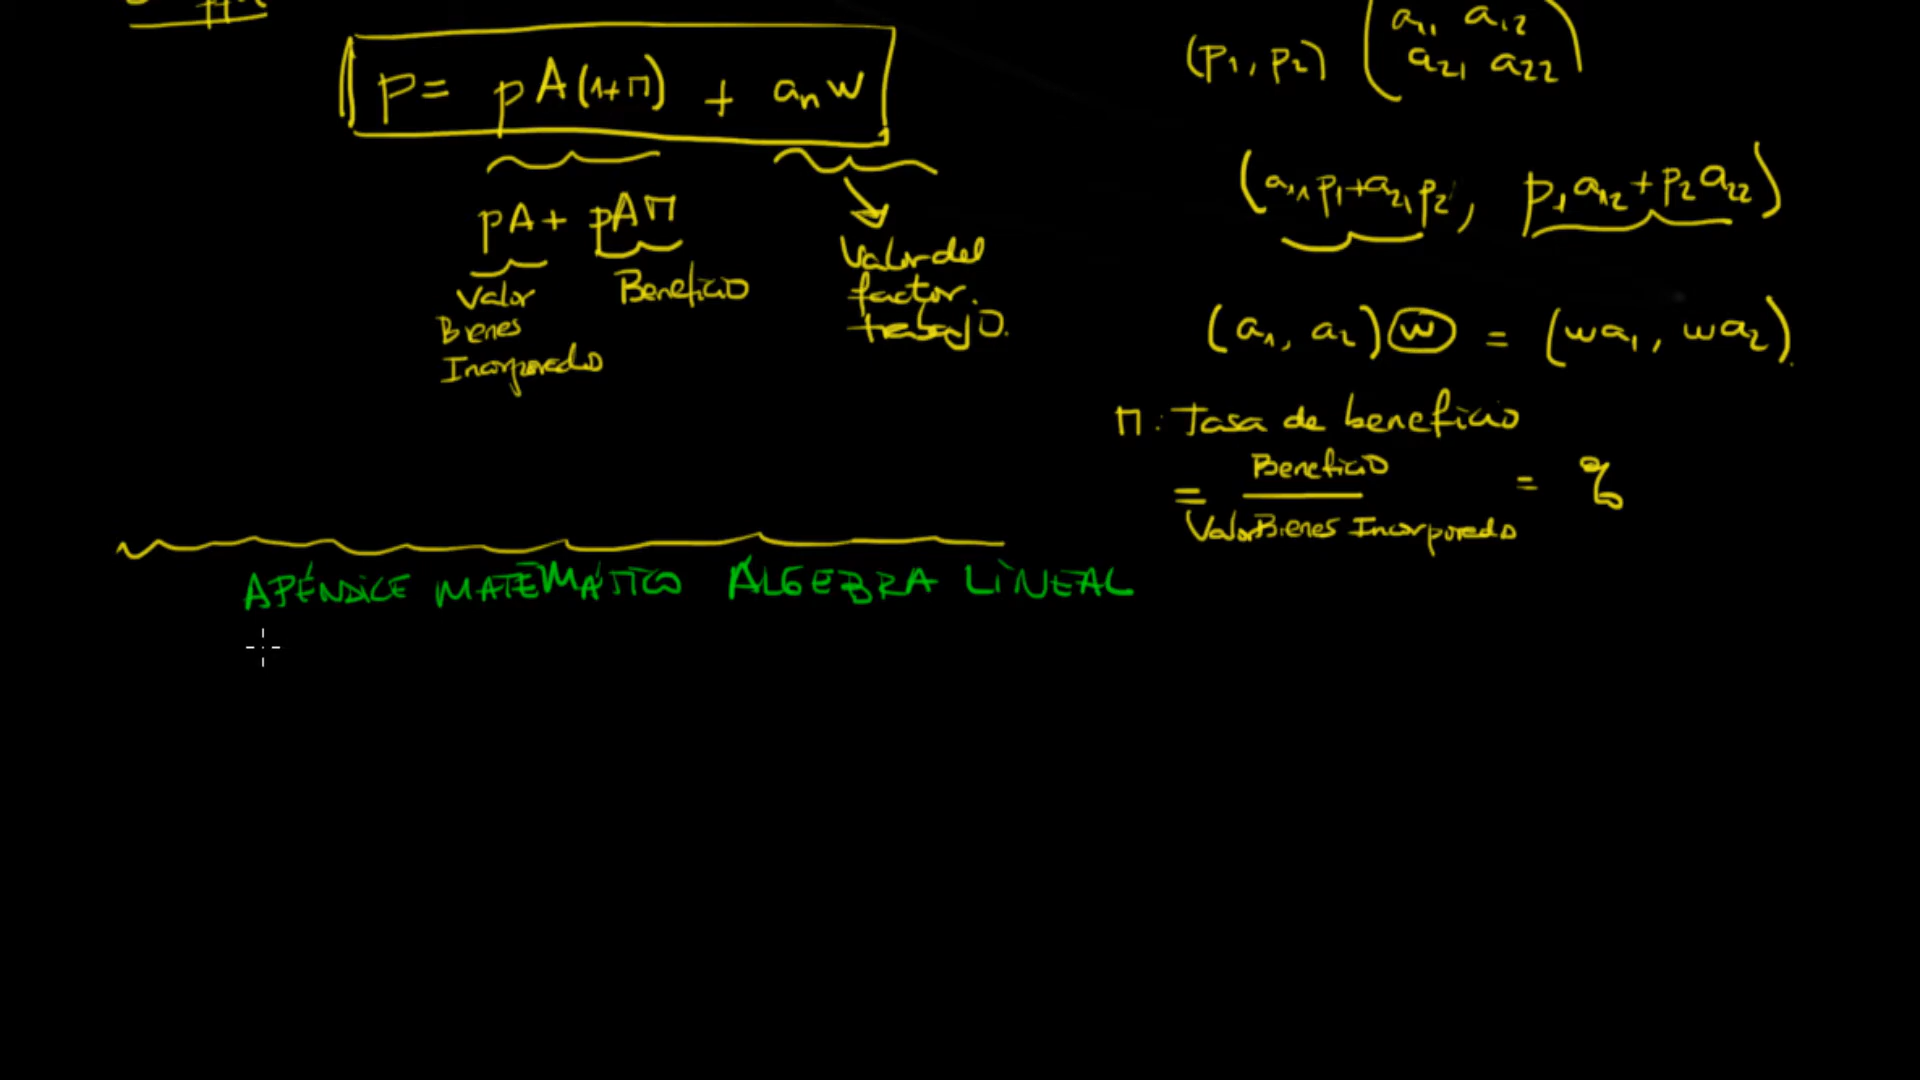 p = pA(1+π) + aₙw
pA + pAπ
Valor
Bienes
Incorporado
Beneficio
Valor del
factor.
trabajo.
(p₁, p₂) (a₁₁ a₁₂
a₂₁ a₂₂)
(a₁₁p₁+a₂₁p₂, p₁a₁₂+p₂a₂₂)
(a₁, a₂) w = (wa₁, wa₂).
π: Tasa de beneficio
= Beneficio = %
Valor Bienes Incorporado
APÉNDICE MATEMÁTICO ÁLGEBRA LINEAL